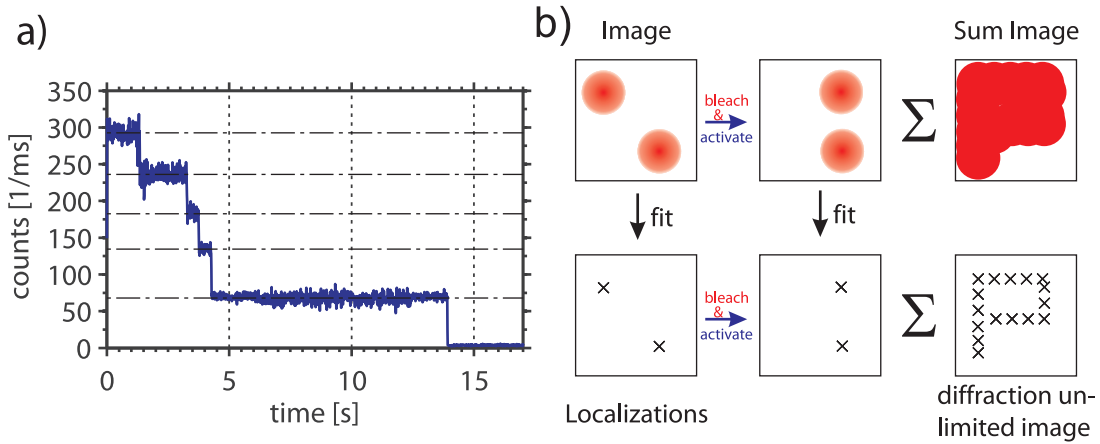 a)
350
300
250
200
150
100
50
0
counts [1/ms]
0
5
10
15
time [s]
b)
Image
Sum Image
bleach
&
activate
Σ
fit
fit
bleach
&
activate
Σ
Localizations
diffraction un-
limited image